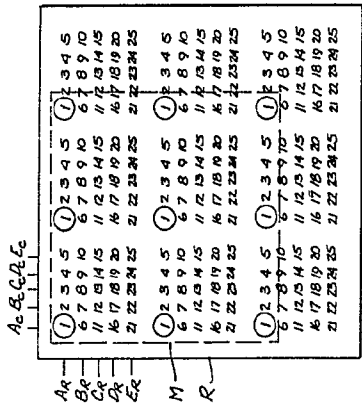 A_C B_C C_C D_C E_C
A_R 1 2 3 4 5 1 2 3 4 5 1 2 3 4 5
B_R 6 7 8 9 10 6 7 8 9 10 6 7 8 9 10
C_R 11 12 13 14 15 11 12 13 14 15 11 12 13 14 15
D_R 16 17 18 19 20 16 17 18 19 20 16 17 18 19 20
E_R 21 22 23 24 25 21 22 23 24 25 21 22 23 24 25
1 2 3 4 5 1 2 3 4 5 1 2 3 4 5
M 6 7 8 9 10 6 7 8 9 10 6 7 8 9 10
11 12 13 14 15 11 12 13 14 15 11 12 13 14 15
R 16 17 18 19 20 16 17 18 19 20 16 17 18 19 20
21 22 23 24 25 21 22 23 24 25 21 22 23 24 25
1 2 3 4 5 1 2 3 4 5 1 2 3 4 5
6 7 8 9 10 6 7 8 9 10 6 7 8 9 10
11 12 13 14 15 11 12 13 14 15 11 12 13 14 15
16 17 18 19 20 16 17 18 19 20 16 17 18 19 20
21 22 23 24 25 21 22 23 24 25 21 22 23 24 25